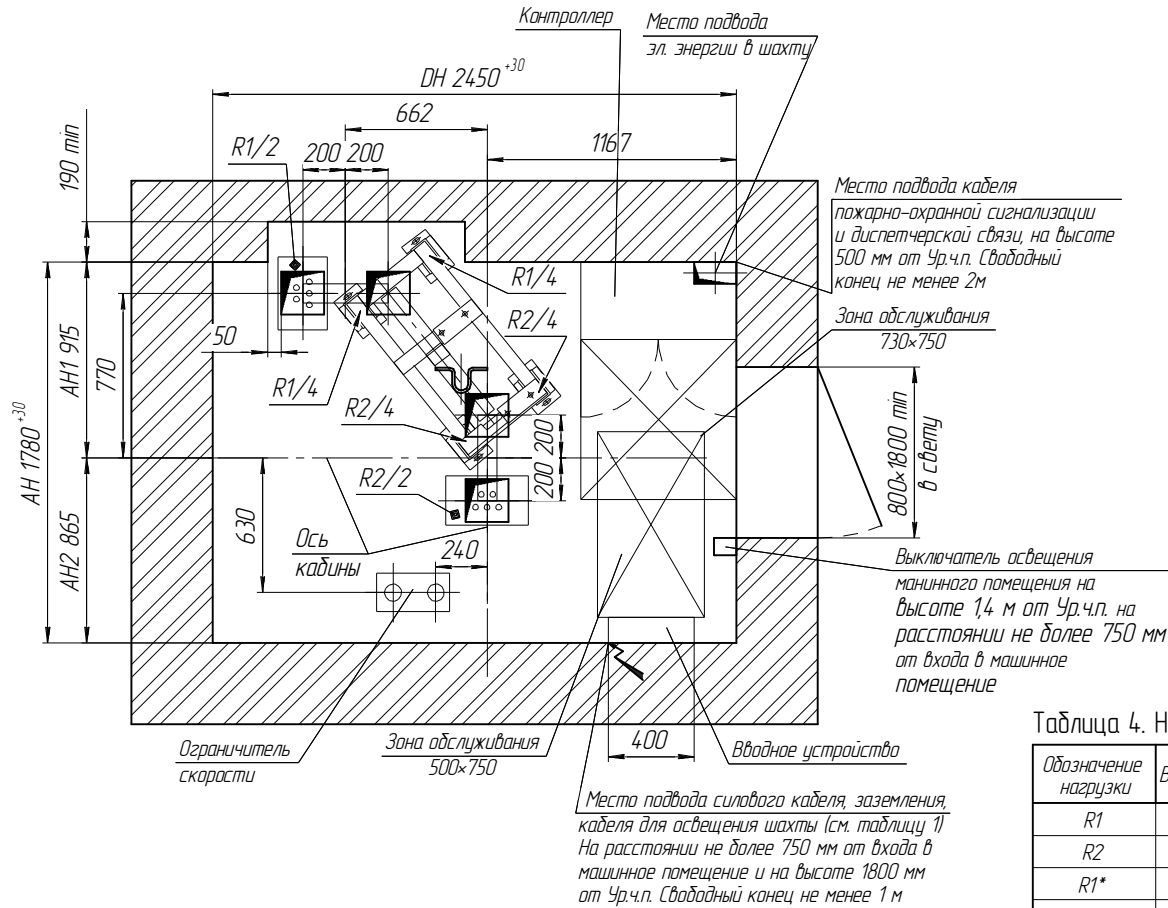 Контроллер
Место подвода
эл. энергии в шахту
DH 2450 +30
662
1167
190 min
R1/2
200 200
Место подвода кабеля
пожарно-охранной сигнализации
и диспетчерской связи, на высоте
500 мм от Ур.ч.п. Свободный
конец не менее 2м
R1/4
Зона обслуживания
730×750
R2/4
50
AH 1780 +30
AH1 915
770
R1/4
R2/4
200 200
800×1800 min
в свету
R2/2
AH2 865
630
Ось
кабины
240
Выключатель освещения
манинного помещения на
высоте 1,4 м от Ур.ч.п. на
расстоянии не более 750 мм
от входа в машинное
помещение
Ограничитель
скорости
Зона обслуживания
500×750
400
Вводное устройство
Место подвода силового кабеля, заземления,
кабеля для освещения шахты (см. таблицу 1)
На расстоянии не более 750 мм от входа в
машинное помещение и на высоте 1800 мм
от Ур.ч.п. Свободный конец не менее 1 м
Таблица 4. Н
Обозначение
нагрузки
R1
R2
R1*